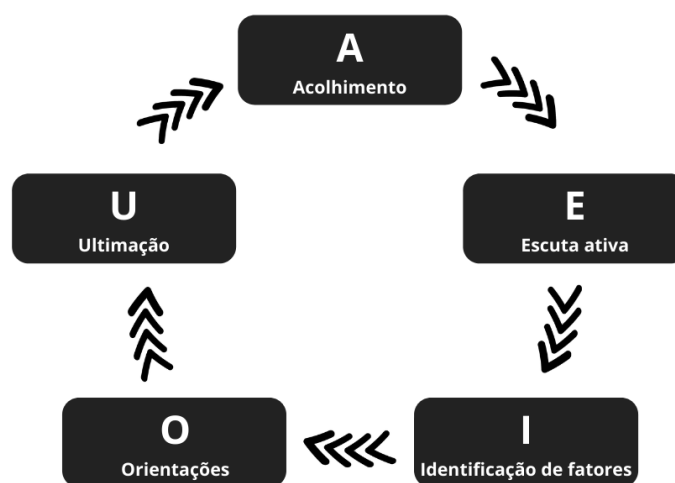 A
Acolhimento
E
Escuta ativa
I
Identificação de fatores
O
Orientações
U
Ultimação